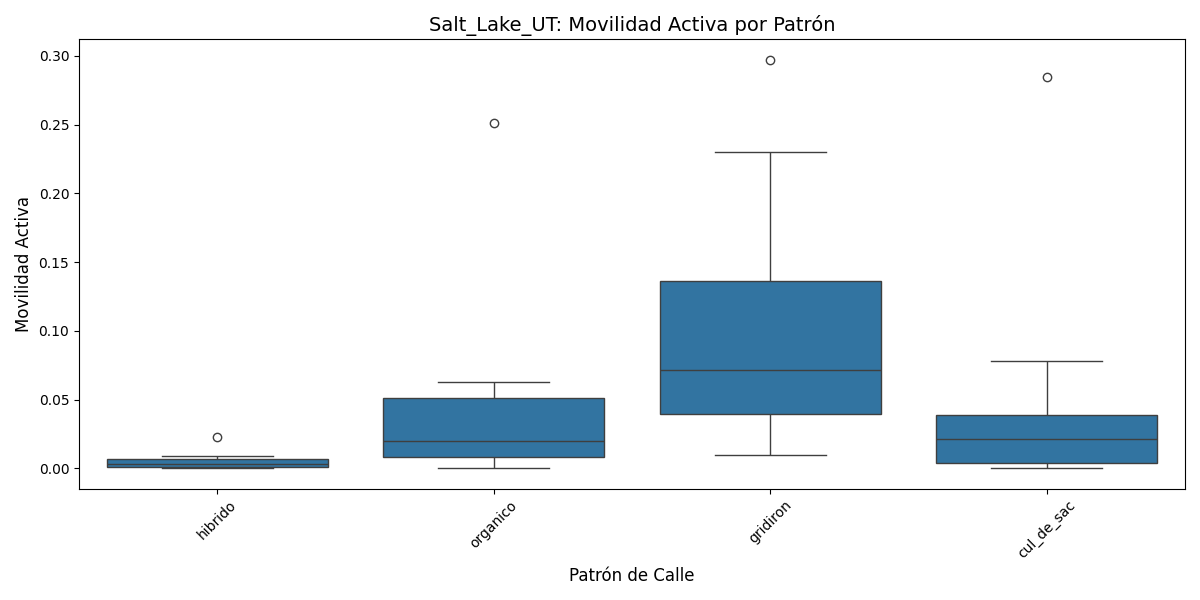 Salt_Lake_UT: Movilidad Activa por Patrón
Movilidad Activa
0.30
0.25
0.20
0.15
0.10
0.05
0.00
hibrido
organico
gridiron
cul_de_sac
Patrón de Calle